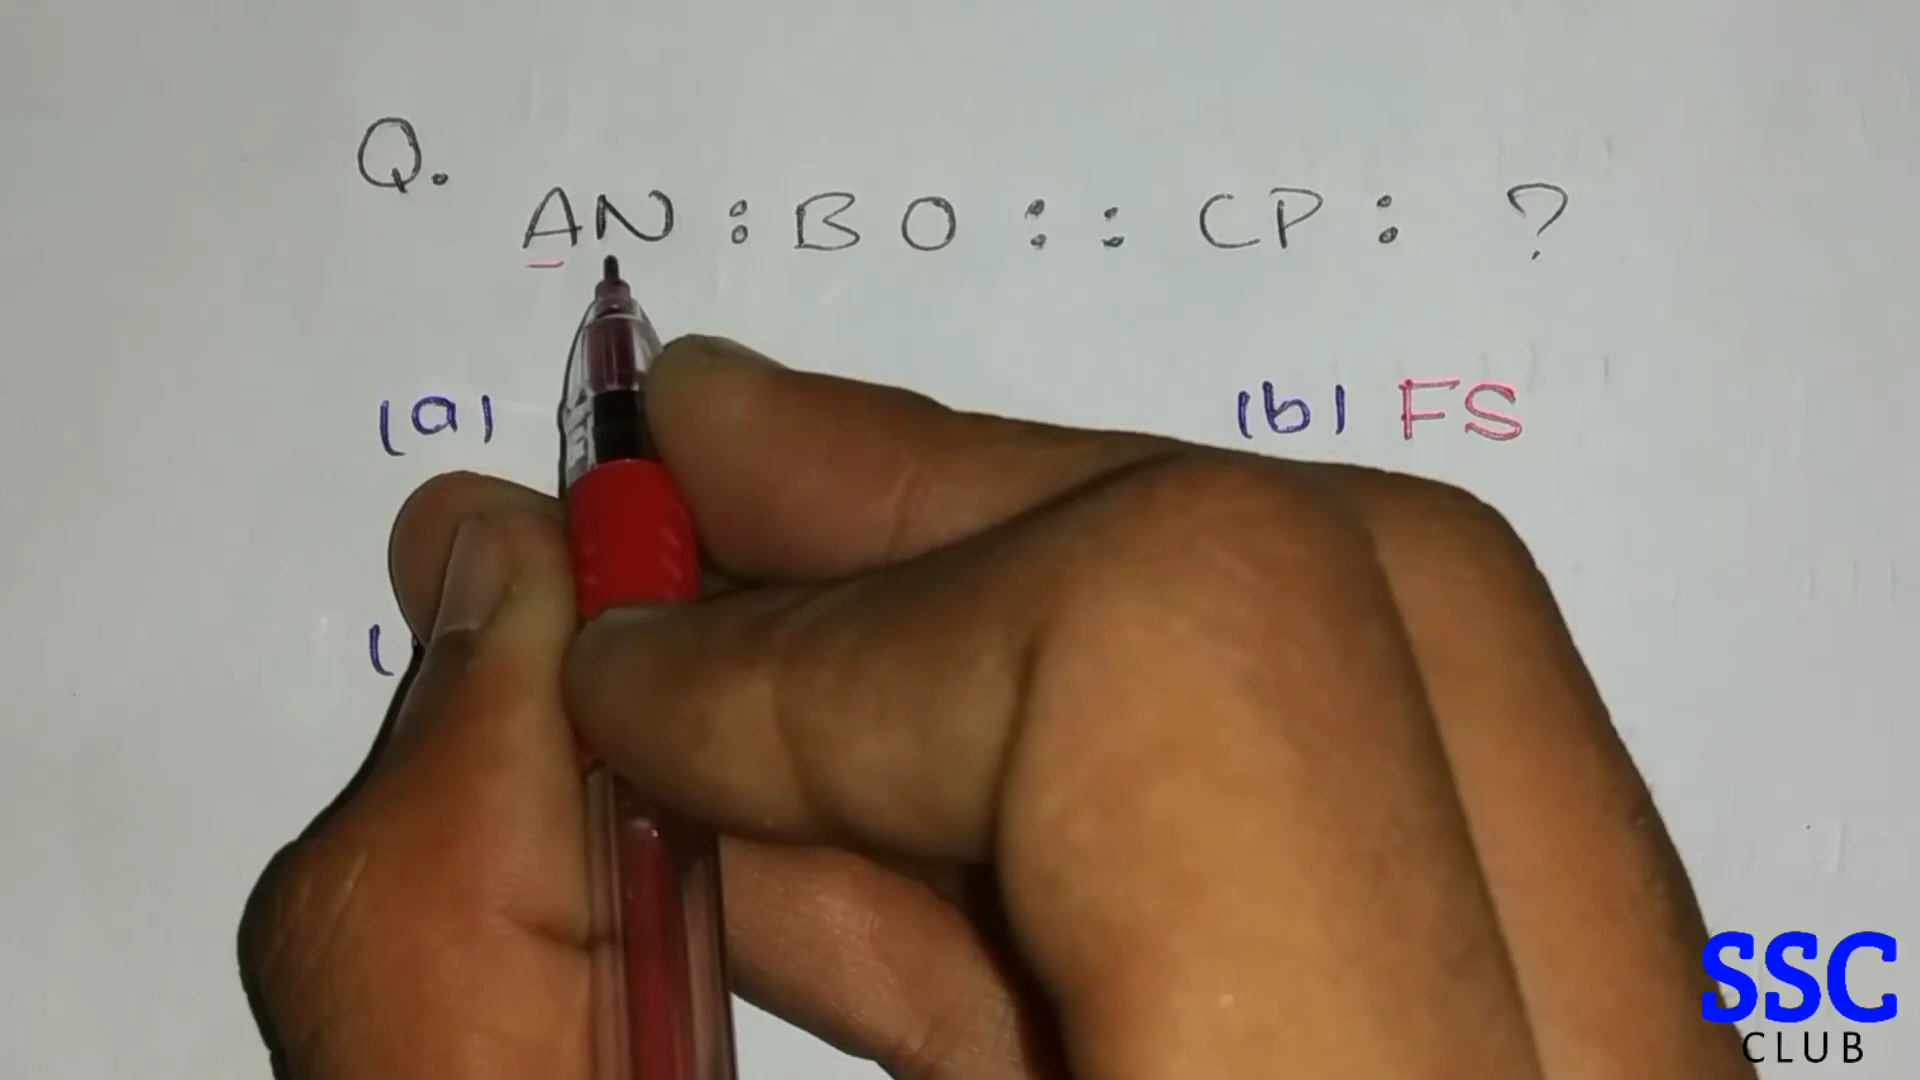 Q.
AN : BO : : CP : ?
(a) (b) FS
(
SSC
CLUB